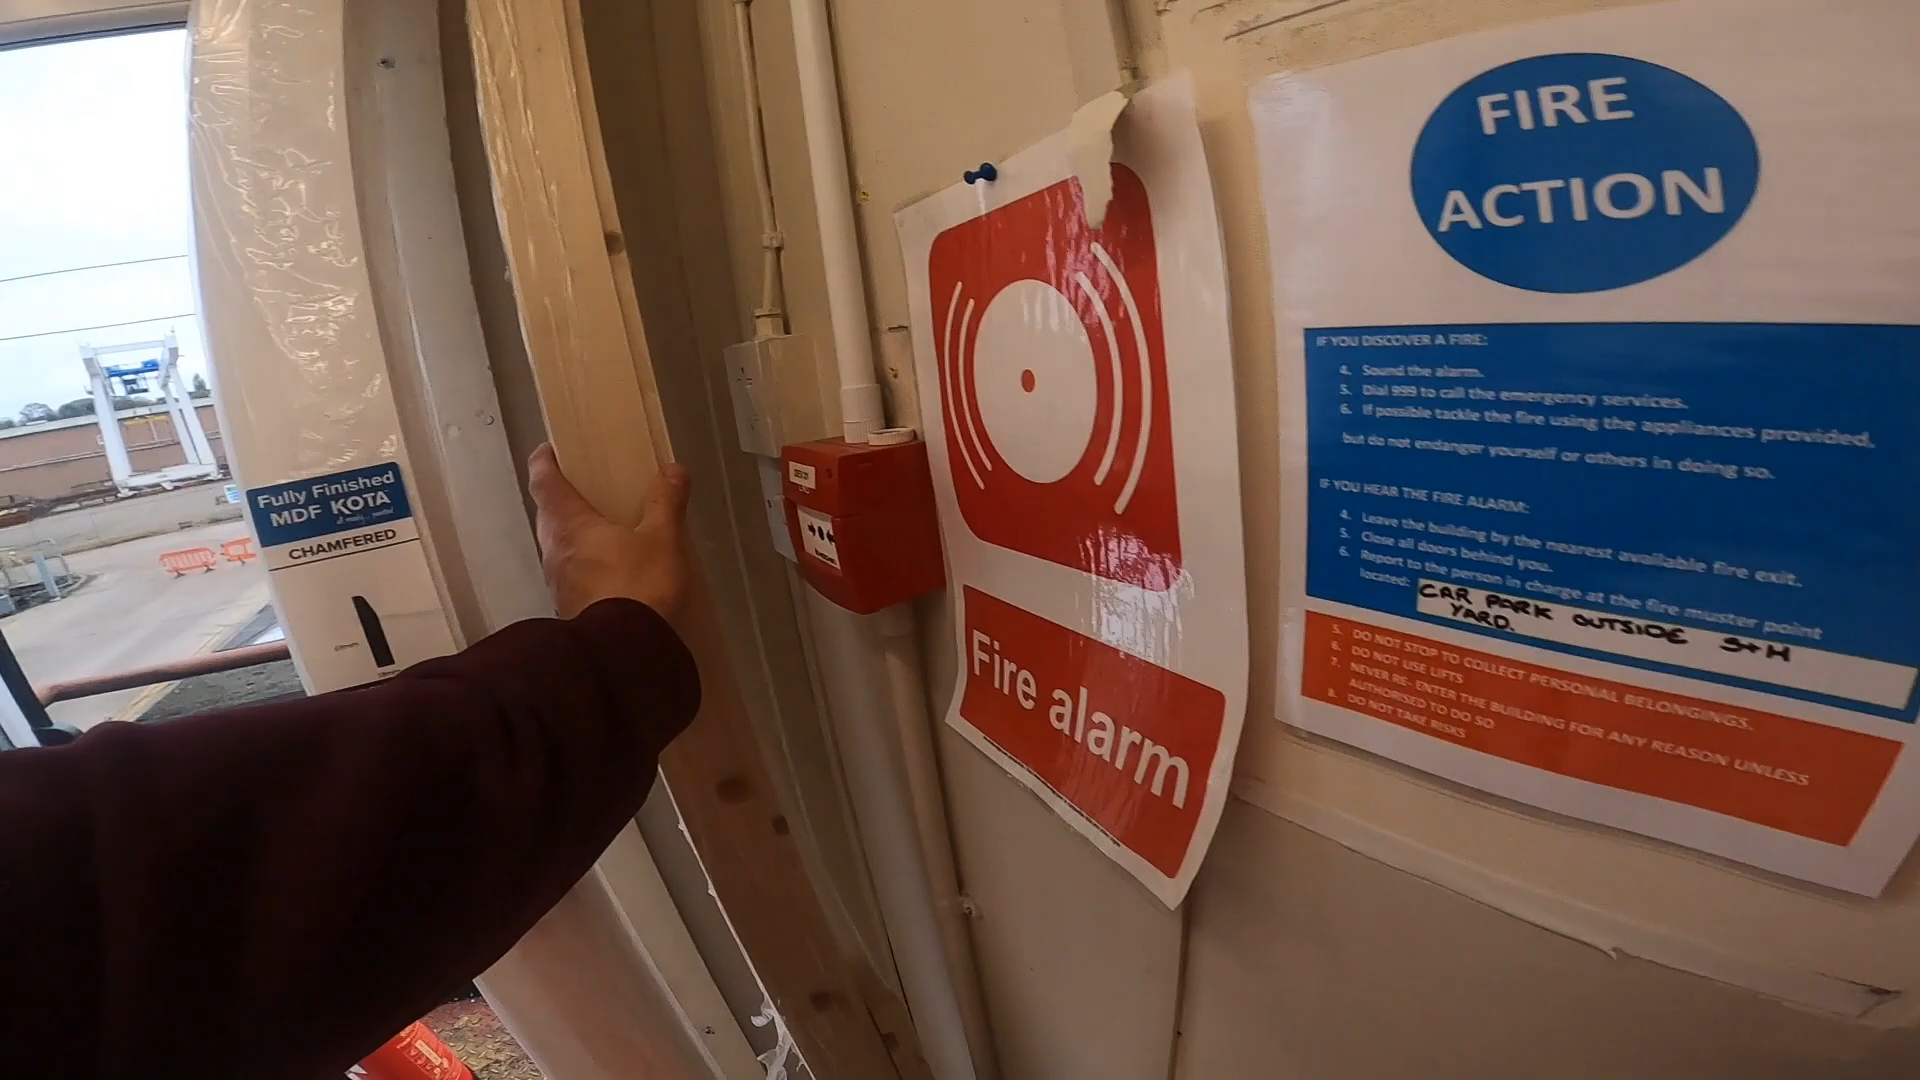 Fully Finished
MDF KOTA
CHAMFERED
Fire alarm
FIRE
ACTION
IF YOU DISCOVER A FIRE:
4. Sound the alarm.
5. Dial 999 to call the emergency services.
6. If possible tackle the fire using the appliances provided.
but do not endanger yourself or others in doing so.
IF YOU HEAR THE FIRE ALARM:
4. Leave the building by the nearest available fire exit.
5. Close all doors behind you.
6. Report to the person in charge at the fire muster point
located: CAR PARK OUTSIDE S+H
YARD.
5. DO NOT STOP TO COLLECT PERSONAL BELONGINGS.
6. DO NOT USE LIFTS
7. NEVER RE- ENTER THE BUILDING FOR ANY REASON UNLESS
AUTHORISED TO DO SO
8. DO NOT TAKE RISKS